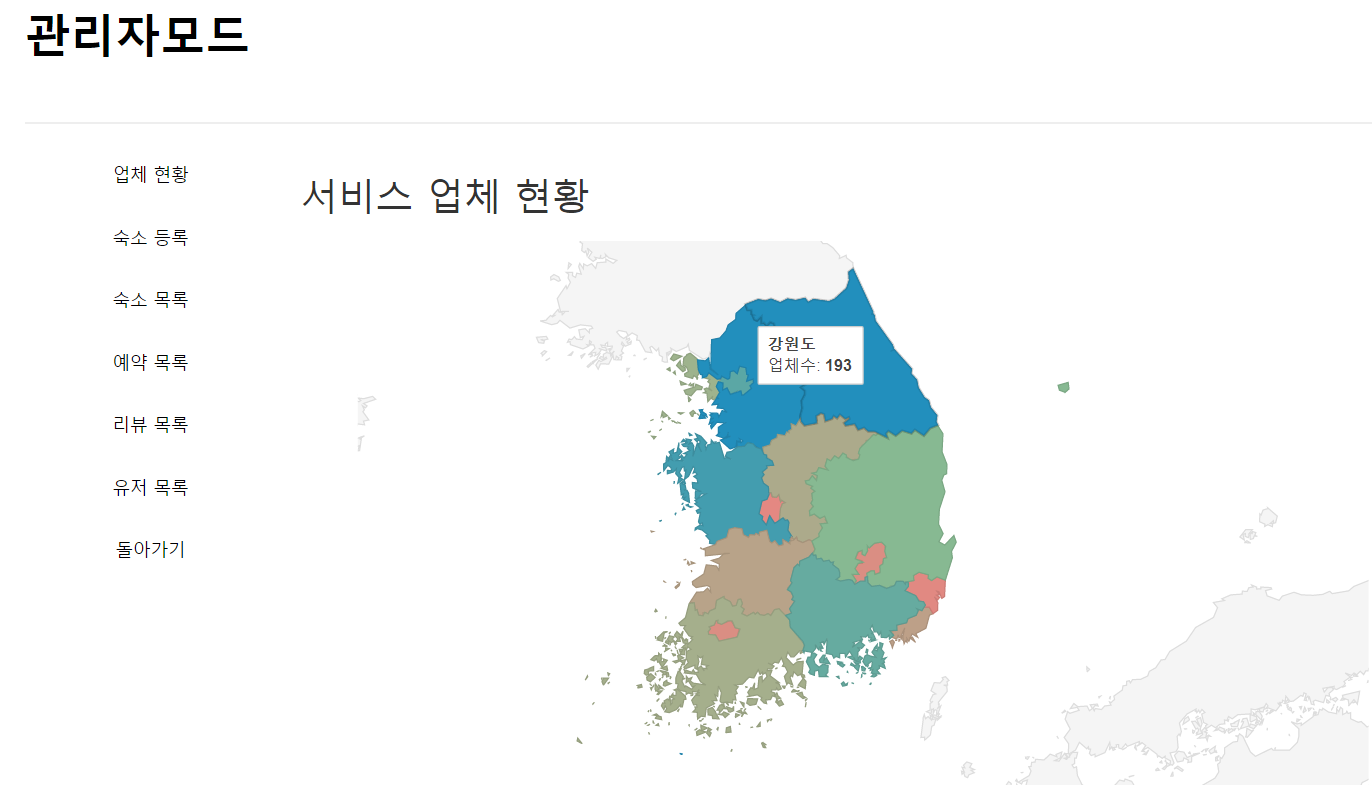 관리자모드
업체 현황
숙소 등록
숙소 목록
예약 목록
리뷰 목록
유저 목록
돌아가기
서비스 업체 현황
강원도
업체수: 193